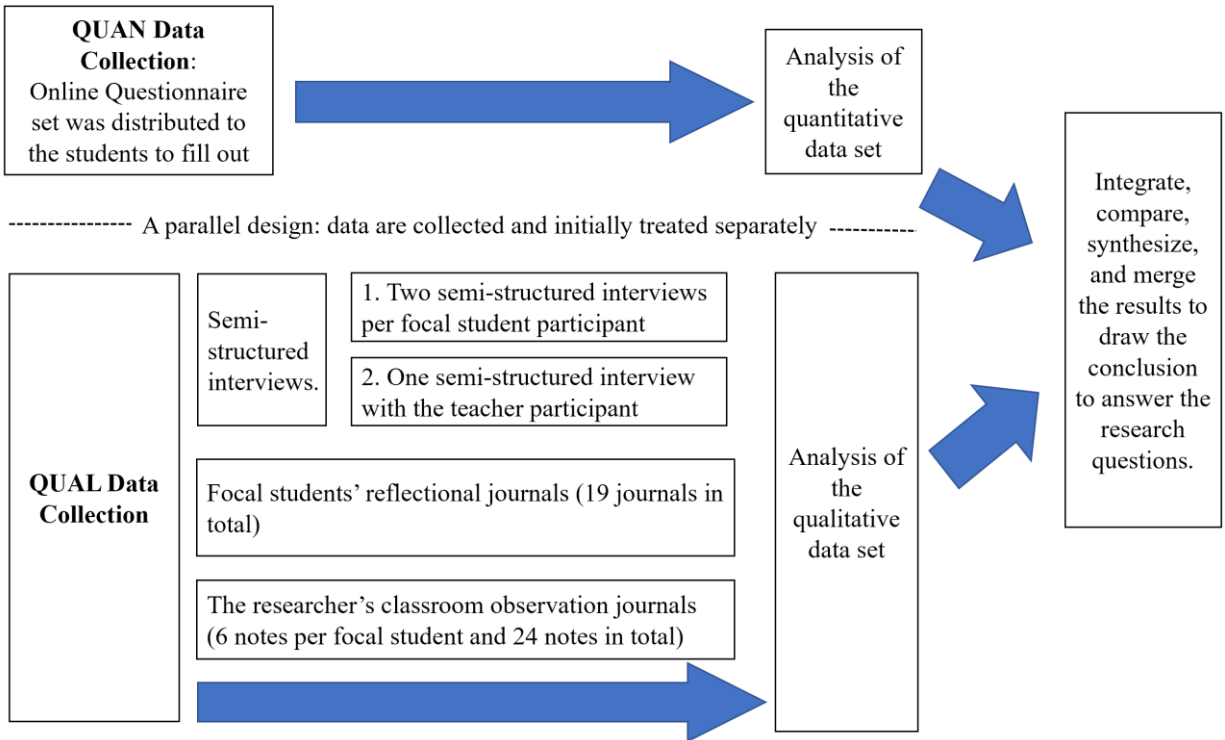 QUAN Data
Collection:
Online Questionnaire
set was distributed to
the students to fill out
Analysis of
the
quantitative
data set
A parallel design: data are collected and initially treated separately
Integrate,
compare,
synthesize,
and merge
the results to
draw the
conclusion
to answer the
research
questions.
QUAL Data
Collection
Semi-
structured
interviews.
1. Two semi-structured interviews
per focal student participant
2. One semi-structured interview
with the teacher participant
Focal students’ reflectional journals (19 journals in
total)
The researcher’s classroom observation journals
(6 notes per focal student and 24 notes in total)
Analysis of
the
qualitative
data set